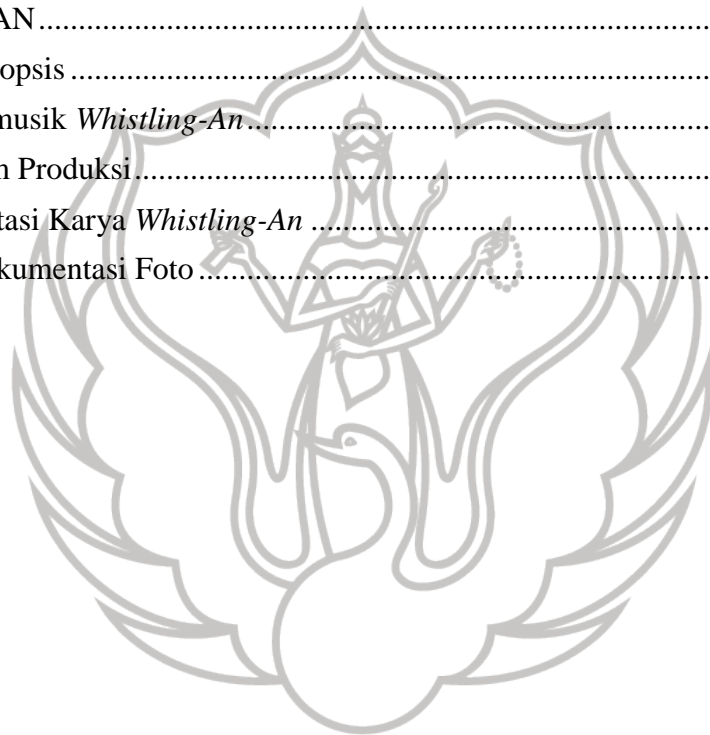 AN.....................................................................................................
opsis ..............................................................................................
musik Whistling-An.................................................................
n Produksi....................................................................................
tasi Karya Whistling-An ..........................................................
kumentasi Foto..........................................................................